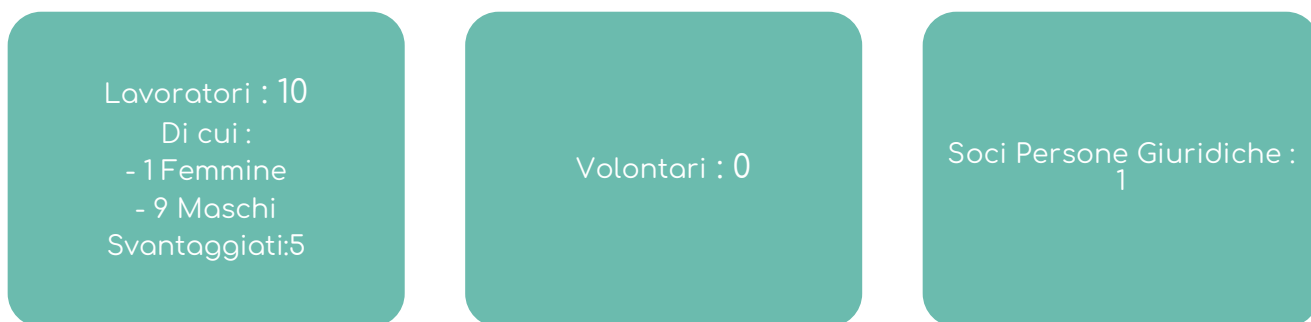 Lavoratori : 10
Di cui :
- 1 Femmine
- 9 Maschi
Svantaggiati:5
Volontari : 0
Soci Persone Giuridiche :
1